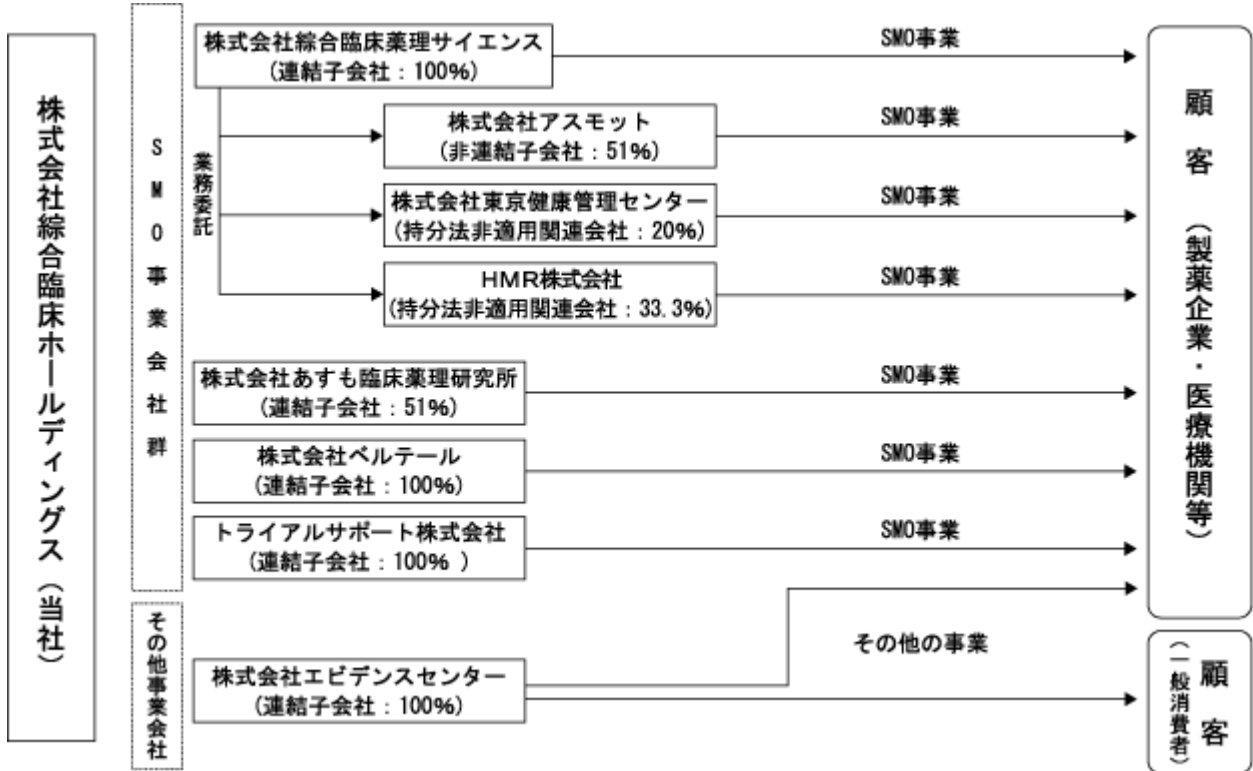 株式会社綜合臨床ホールディングス（当社）
SMO事業会社群
株式会社綜合臨床薬理サイエンス
(連結子会社：100%)
SMO事業
業務委託
株式会社アスモット
(非連結子会社：51%)
SMO事業
株式会社東京健康管理センター
(持分法非適用関連会社：20%)
SMO事業
HMR株式会社
(持分法非適用関連会社：33.3%)
SMO事業
株式会社あすも臨床薬理研究所
(連結子会社：51%)
SMO事業
株式会社ベルテール
(連結子会社：100%)
SMO事業
トライアルサポート株式会社
(連結子会社：100% )
SMO事業
その他事業会社
株式会社エビデンスセンター
(連結子会社：100%)
その他の事業
顧客（製薬企業・医療機関等）
顧客
（一般消費者）